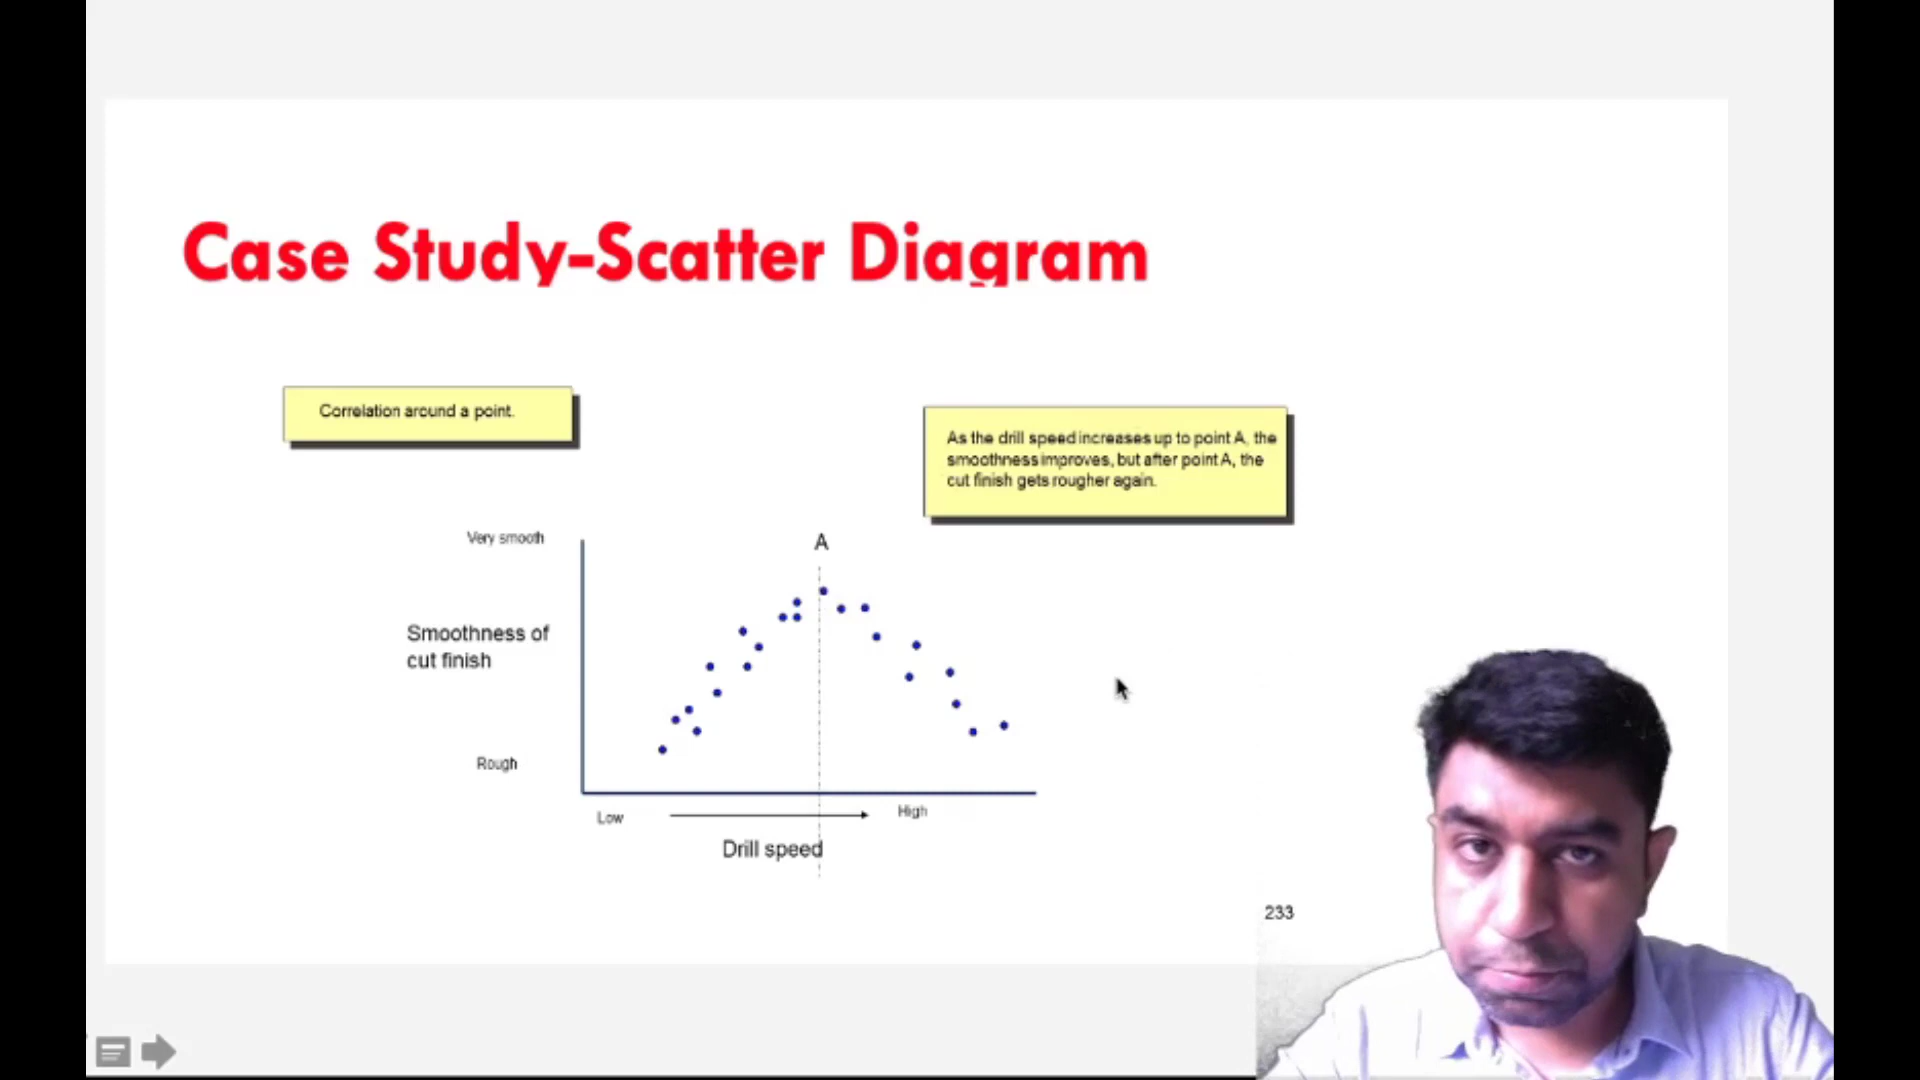 Case Study-Scatter Diagram
Correlation around a point.
As the drill speed increases up to point A, the
smoothness improves, but after point A, the
cut finish gets rougher again.
Very smooth
A
Smoothness of
cut finish
Rough
Low
High
Drill speed
233